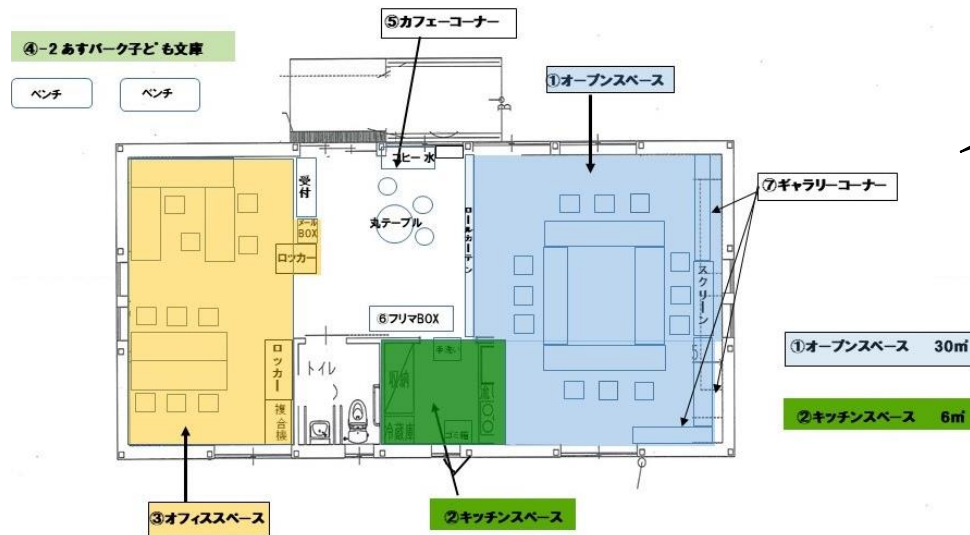 ⑤カフェーコーナー
④-2 あすパーク子ども文庫
ベンチ
ベンチ
①オープンスペース
コヒー 水
受付
丸テーブル
メール
BOX
ロッカー
ロールカーテン
⑦ギャラリーコーナー
スクリーン
⑥フリマBOX
手洗い
①オープンスペース 30㎡
ロッカー
トイレ
収納
複合機
冷蔵庫
ゴミ箱
②キッチンスペース 6㎡
③オフィススペース
②キッチンスペース